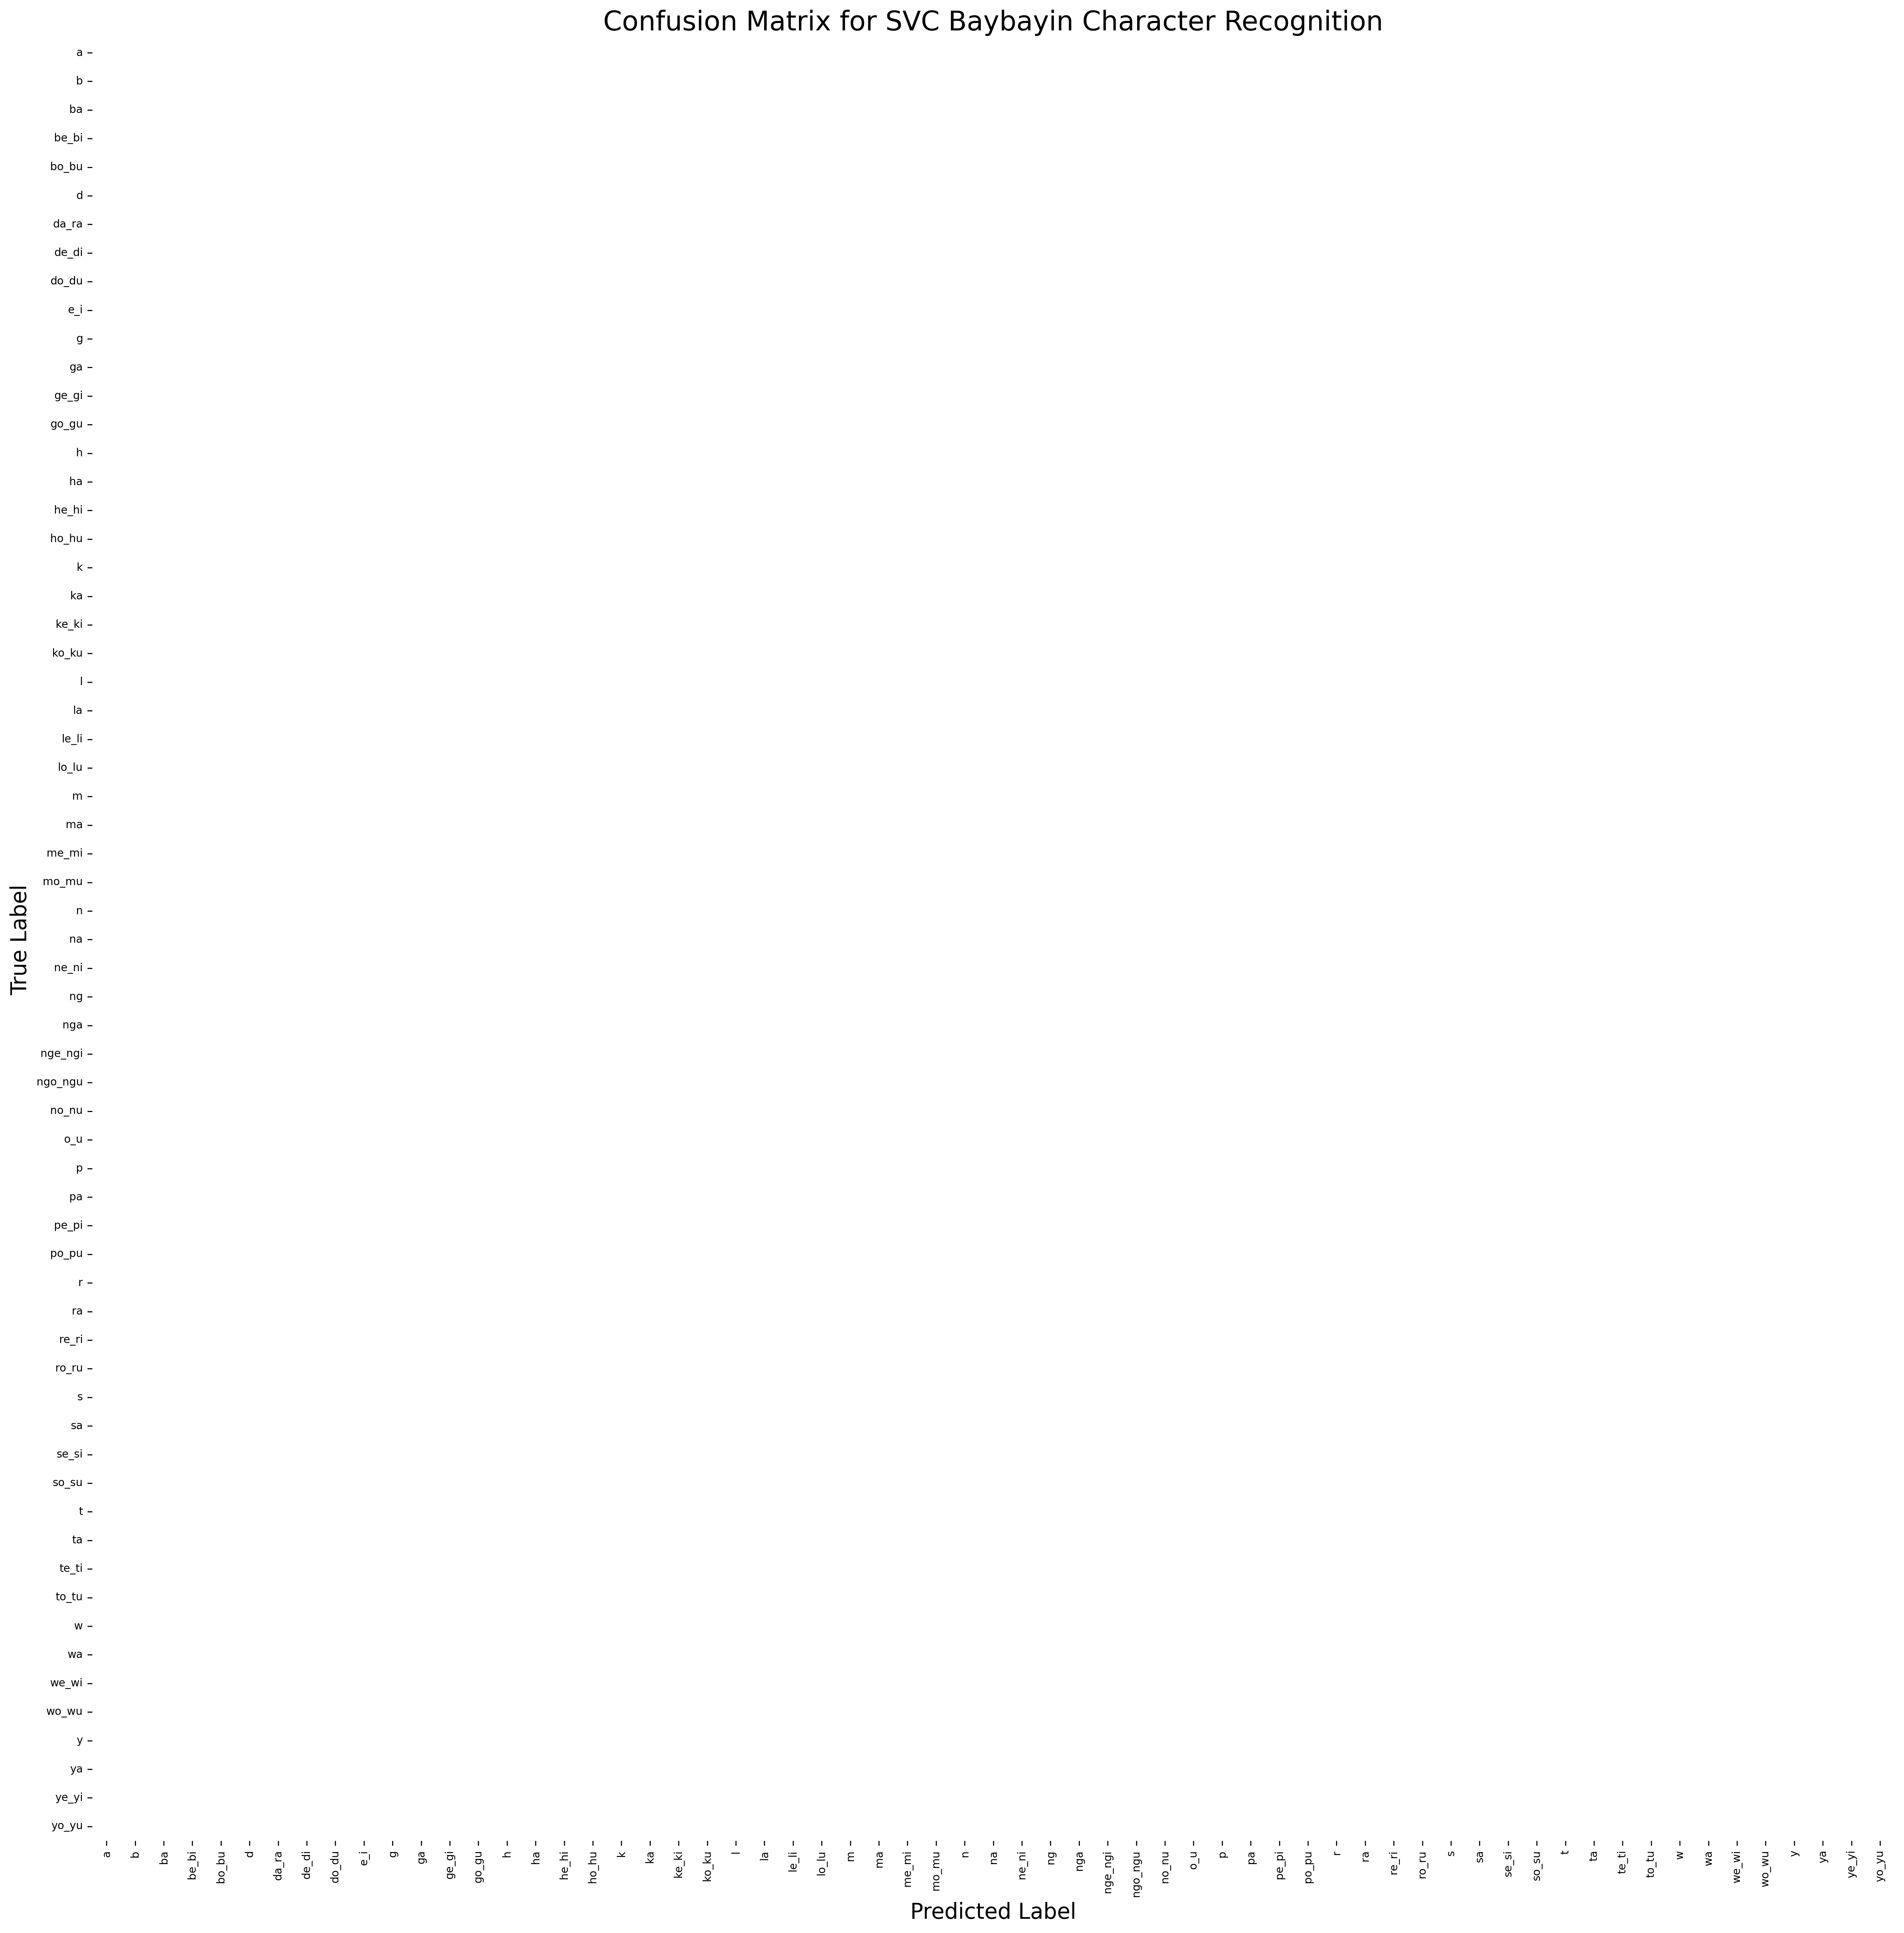 Confusion Matrix for SVC Baybayin Character Recognition
a
b
ba
be_bi
bo_bu
d
da_ra
de_di
do_du
e_i
g
ga
ge_gi
go_gu
h
ha
he_hi
ho_hu
k
ka
ke_ki
ko_ku
l
la
le_li
lo_lu
m
ma
me_mi
mo_mu
n
na
ne_ni
ng
nga
nge_ngi
ngo_ngu
no_nu
o_u
p
pa
pe_pi
po_pu
r
ra
re_ri
ro_ru
s
sa
se_si
so_su
t
ta
te_ti
to_tu
w
wa
we_wi
wo_wu
y
ya
ye_yi
yo_yu
True Label
a b ba be_bi bo_bu d da_ra de_di do_du e_i g ga ge_gi go_gu h ha he_hi ho_hu k ka ke_ki ko_ku l la le_li lo_lu m ma me_mi mo_mu n na ne_ni ng nga nge_ngi ngo_ngu no_nu o_u p pa pe_pi po_pu r ra re_ri ro_ru s sa se_si so_su t ta te_ti to_tu w wa we_wi wo_wu y ya ye_yi yo_yu
Predicted Label